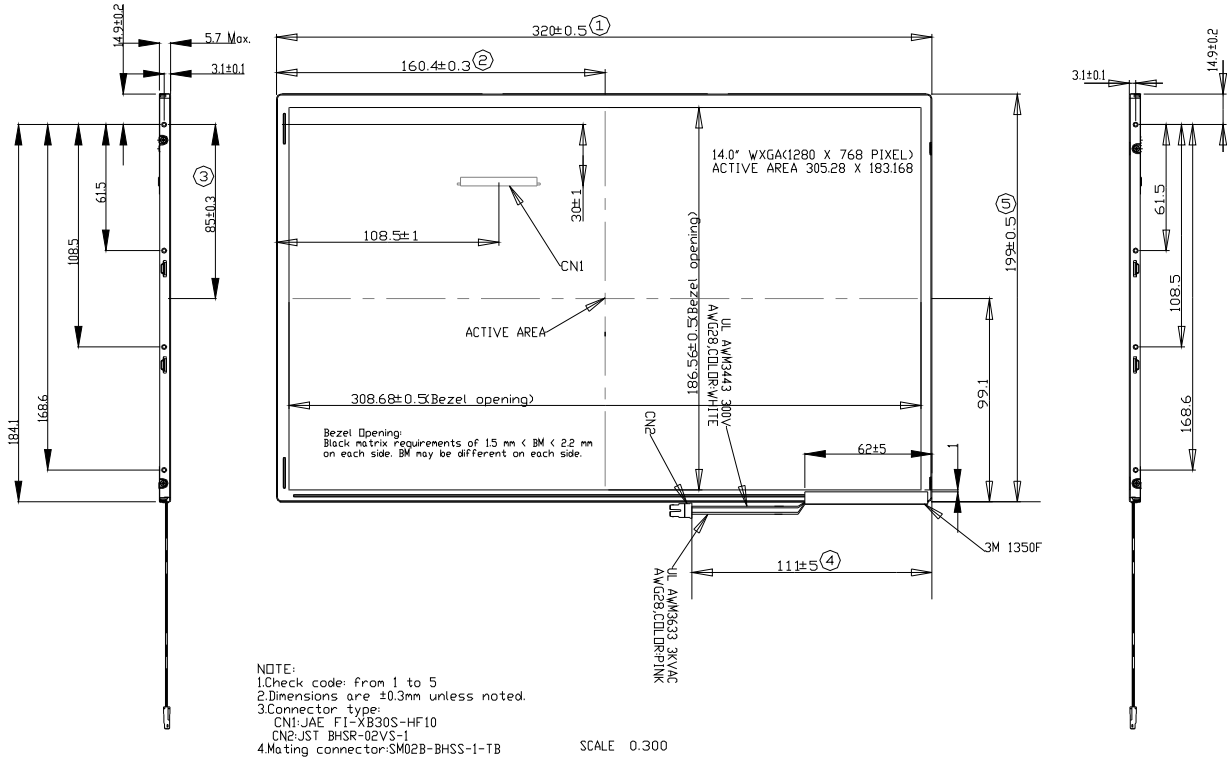 320±0.5 1
160.4±0.3 2
14.9±0.2
5.7 Max.
3.1±0.1
3.1±0.1
14.9±0.2
14.0" WXGA(1280 X 768 PIXEL)
ACTIVE AREA 305.28 X 183.168
61.5
108.5
168.6
184.1
85±0.3 3
30±1
108.5±1
CN1
ACTIVE AREA
186.56±0.5(Bezel opening)
199±0.5 5
61.5
108.5
168.6
99.1
308.68±0.5(Bezel opening)
UL AWM3443 300V
AWG28,COLOR:WHITE
CN2
Bezel Opening:
Black matrix requirements of 1.5 mm < BM < 2.2 mm
on each side. BM may be different on each side.
62±5
1
3M 1350F
111±5 4
UL AWM3633 3KVAC
AWG28,COLOR:PINK
NOTE:
1.Check code: from 1 to 5
2.Dimensions are ±0.3mm unless noted.
3.Connector type:
CN1:JAE FI-XB30S-HF10
CN2:JST BHSR-02VS-1
4.Mating connector:SM02B-BHSS-1-TB
SCALE 0.300